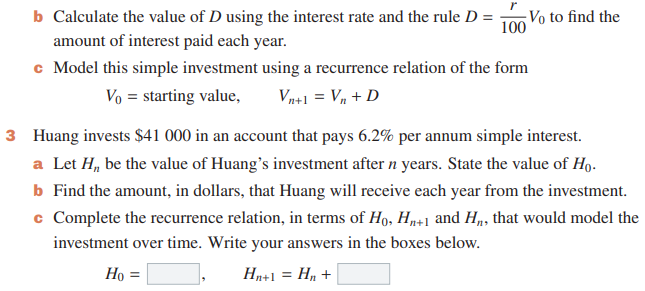 b Calculate the value of D using the interest rate and the rule D = r/100 V₀ to find the
amount of interest paid each year.
c Model this simple investment using a recurrence relation of the form
V₀ = starting value, Vₙ₊₁ = Vₙ + D
3 Huang invests $41 000 in an account that pays 6.2% per annum simple interest.
a Let Hₙ be the value of Huang’s investment after n years. State the value of H₀.
b Find the amount, in dollars, that Huang will receive each year from the investment.
c Complete the recurrence relation, in terms of H₀, Hₙ₊₁ and Hₙ, that would model the
investment over time. Write your answers in the boxes below.
H₀ = , Hₙ₊₁ = Hₙ +